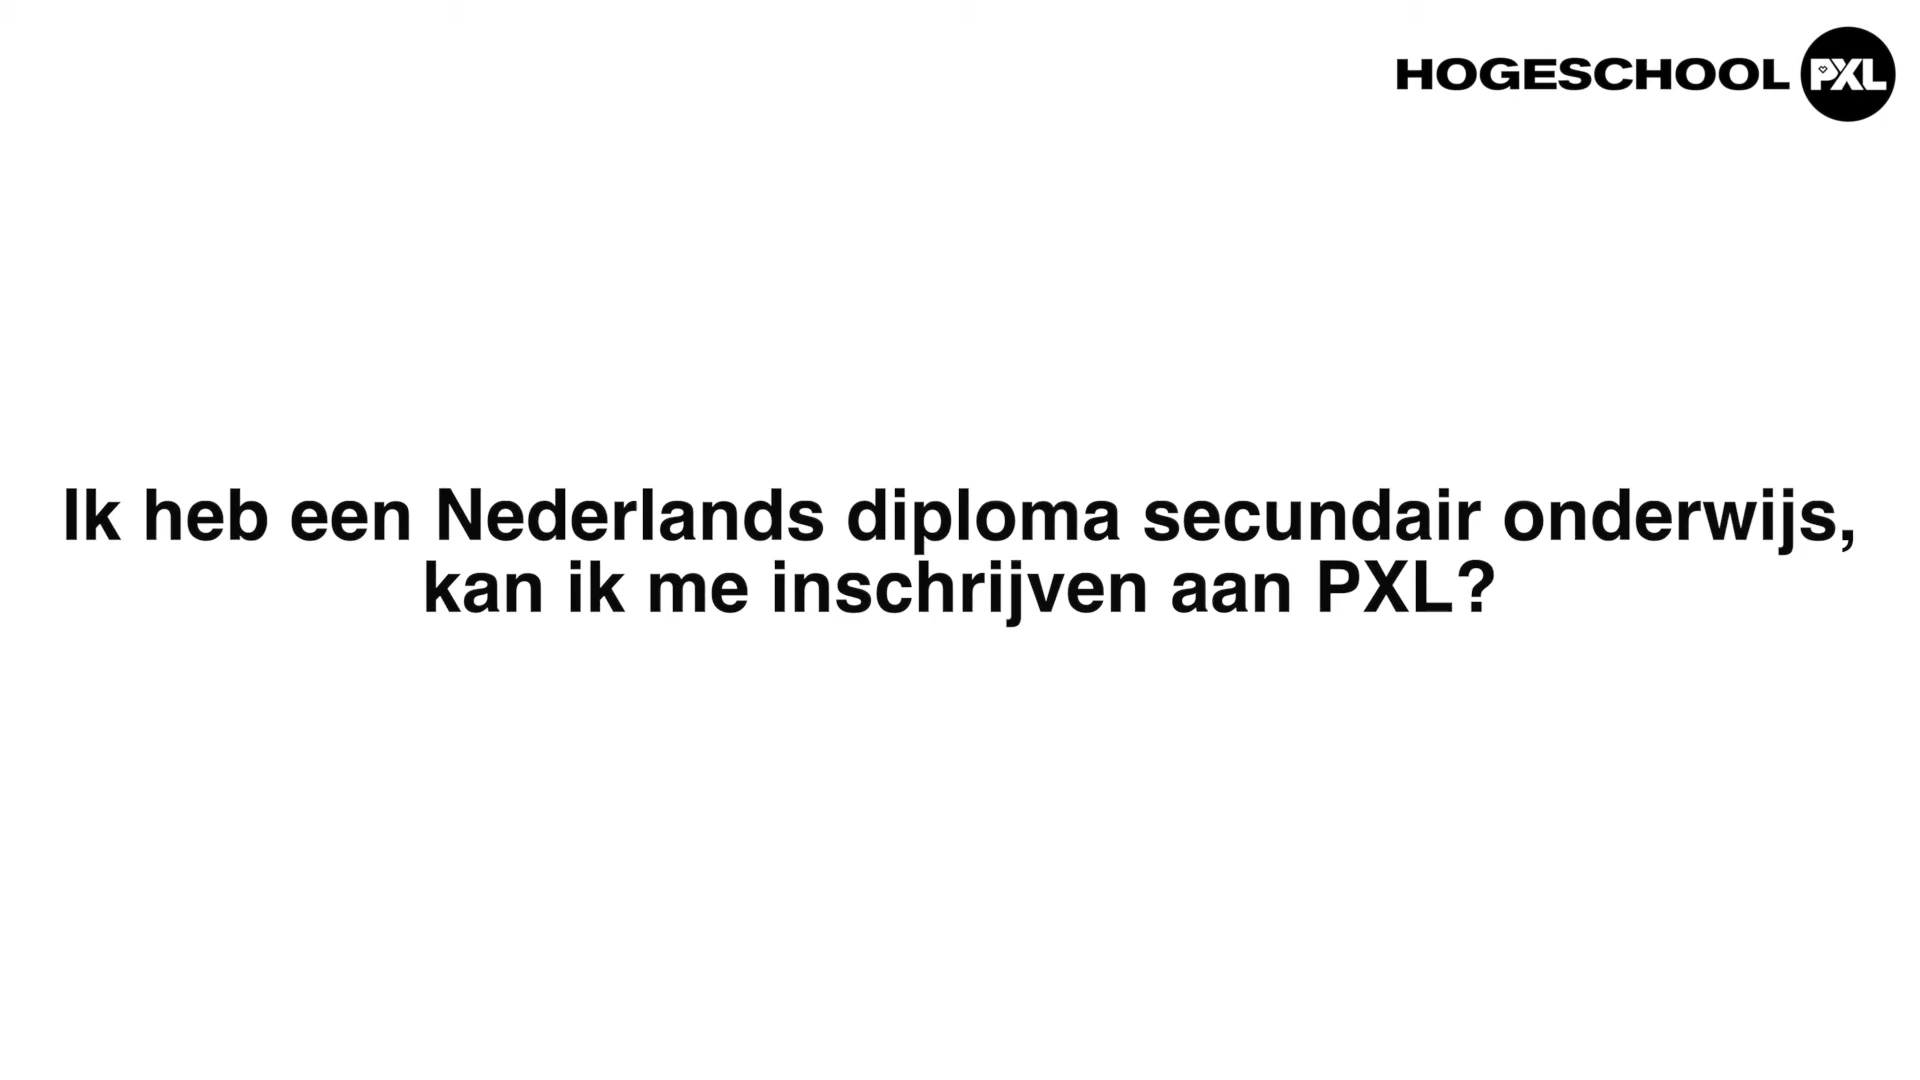 HOGESCHOOL PXL
Ik heb een Nederlands diploma secundair onderwijs,
kan ik me inschrijven aan PXL?